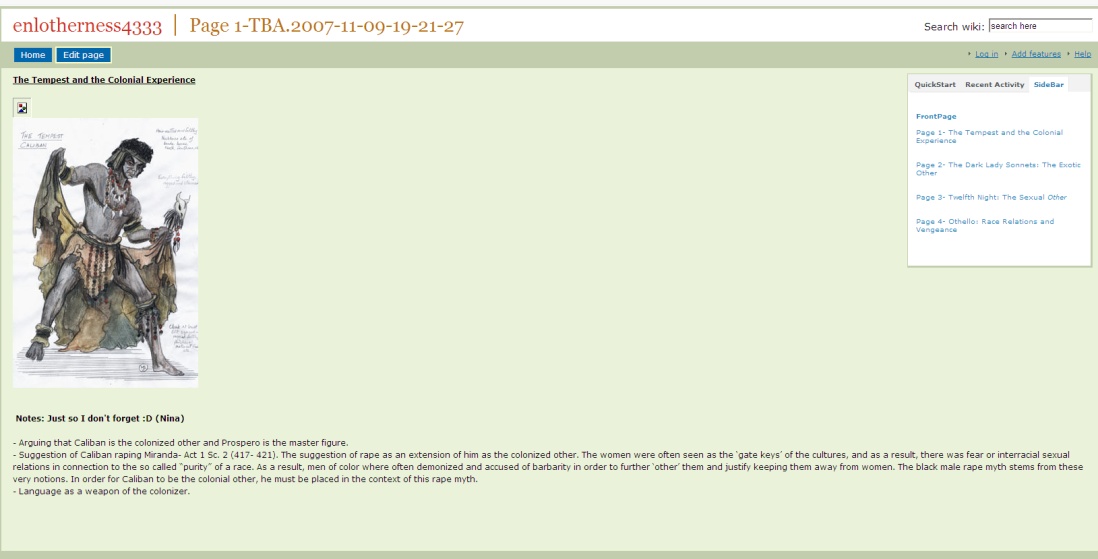 enlotherness4333 | Page 1-TBA.2007-11-09-19-21-27
Search wiki: search here
Home Edit page
Log in Add features Help
The Tempest and the Colonial Experience
QuickStart Recent Activity SideBar
FrontPage
Page 1- The Tempest and the Colonial
Experience
Page 2- The Dark Lady Sonnets: The Exotic
Other
Page 3- Twelfth Night: The Sexual Other
Page 4- Othello: Race Relations and
Vengeance
THE TEMPEST
CALIBAN
Notes: Just so I don't forget :D (Nina)
- Arguing that Caliban is the colonized other and Prospero is the master figure.
- Suggestion of Caliban raping Miranda- Act 1 Sc. 2 (417- 421). The suggestion of rape as an extension of him as the colonized other. The women were often seen as the 'gate keys' of the cultures, and as a result, there was fear or interracial sexual
relations in connection to the so called "purity" of a race. As a result, men of color where often demonized and accused of barbarity in order to further 'other' them and justify keeping them away from women. The black male rape myth stems from these
very notions. In order for Caliban to be the colonial other, he must be placed in the context of this rape myth.
- Language as a weapon of the colonizer.